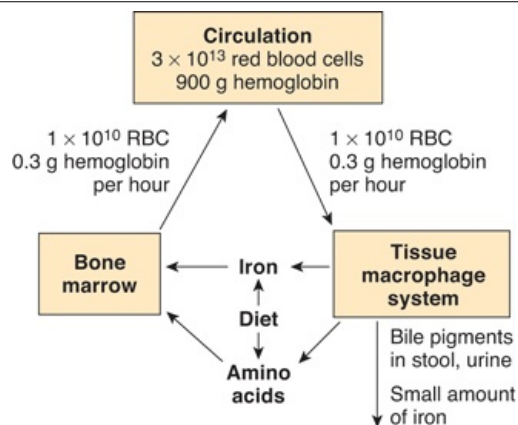 Circulation
3 × 10¹³ red blood cells
900 g hemoglobin
1 × 10¹⁰ RBC
0.3 g hemoglobin
per hour
1 × 10¹⁰ RBC
0.3 g hemoglobin
per hour
Bone
marrow
Iron
Diet
Amino
acids
Tissue
macrophage
system
Bile pigments
in stool, urine
Small amount
of iron